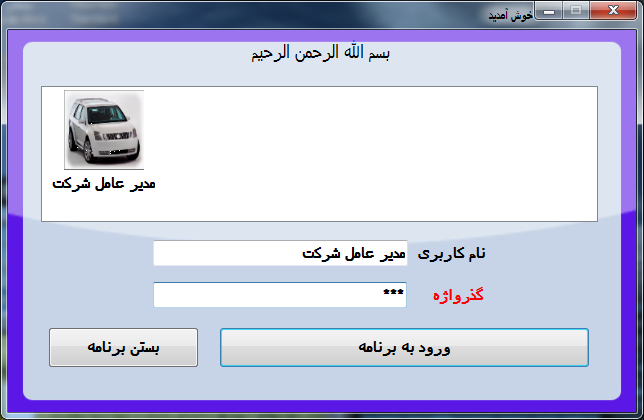 خوش آمدید
بسم الله الرحمن الرحیم
مدیر عامل شرکت
نام کاربری
مدیر عامل شرکت
گذرواژه
***
ورود به برنامه
بستن برنامه